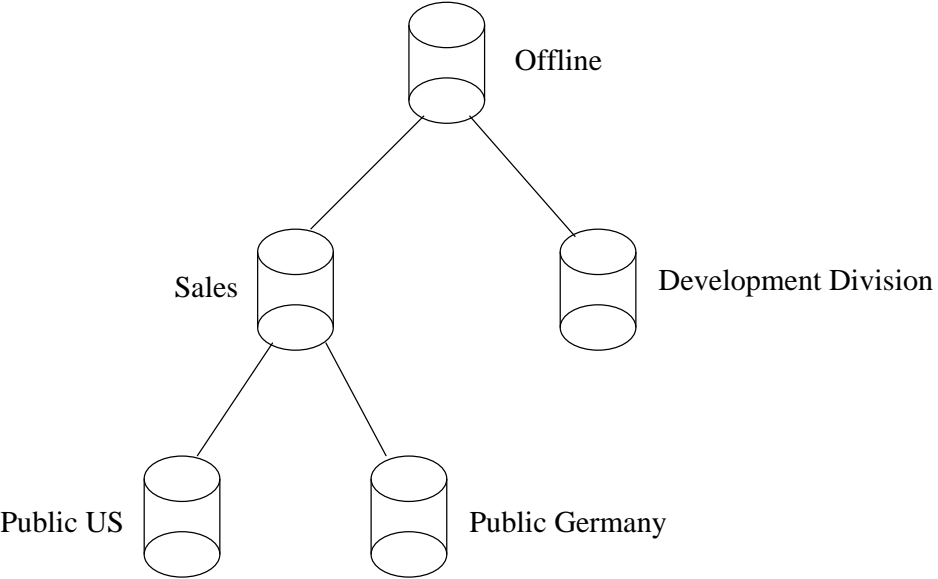 Offline
Sales
Development Division
Public US
Public Germany